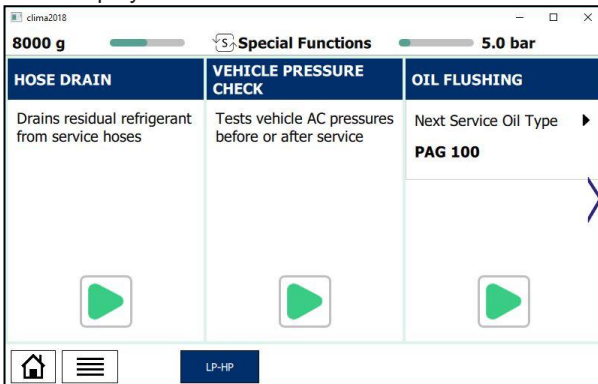 clima2018
8000 g
S
Special Functions
5.0 bar
HOSE DRAIN
VEHICLE PRESSURE
CHECK
OIL FLUSHING
Drains residual refrigerant
from service hoses
Tests vehicle AC pressures
before or after service
Next Service Oil Type
PAG 100
LP-HP